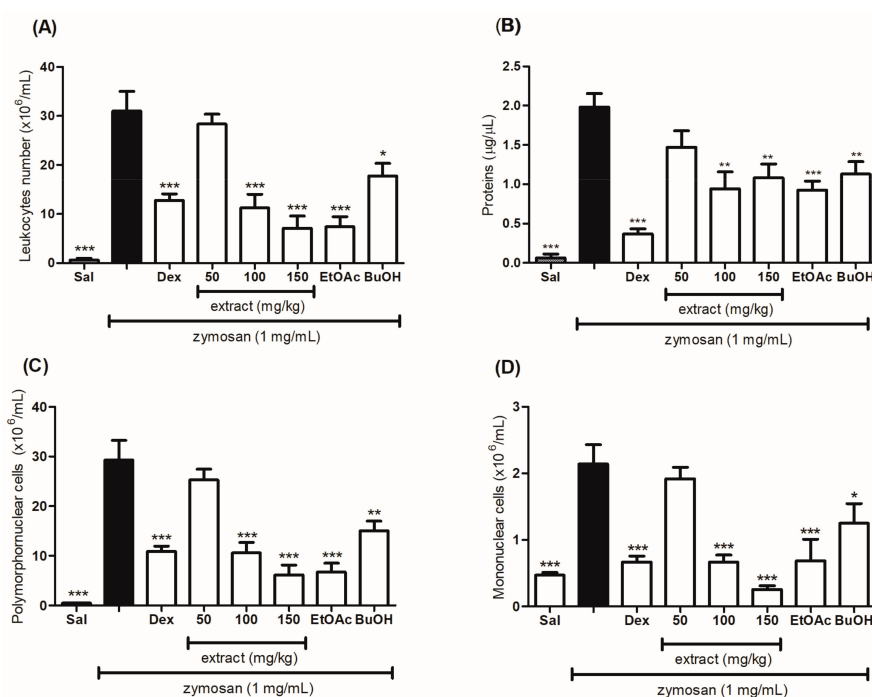 (A)
Leukocytes number (x10⁶/mL)
40
30
20
10
0
***
***
***
***
***
*
Sal Dex 50 100 150 EtOAc BuOH
extract (mg/kg)
zymosan (1 mg/mL)
(B)
Proteins (µg/µL)
2.5
2.0
1.5
1.0
0.5
0.0
***
***
**
**
***
**
Sal Dex 50 100 150 EtOAc BuOH
extract (mg/kg)
zymosan (1 mg/mL)
(C)
Polymorphomuclear cells (x10⁶/mL)
40
30
20
10
0
***
***
***
***
***
**
Sal Dex 50 100 150 EtOAc BuOH
extract (mg/kg)
zymosan (1 mg/mL)
(D)
Mononuclear cells (x10⁶/mL)
3
2
1
0
***
***
***
***
***
*
Sal Dex 50 100 150 EtOAc BuOH
extract (mg/kg)
zymosan (1 mg/mL)